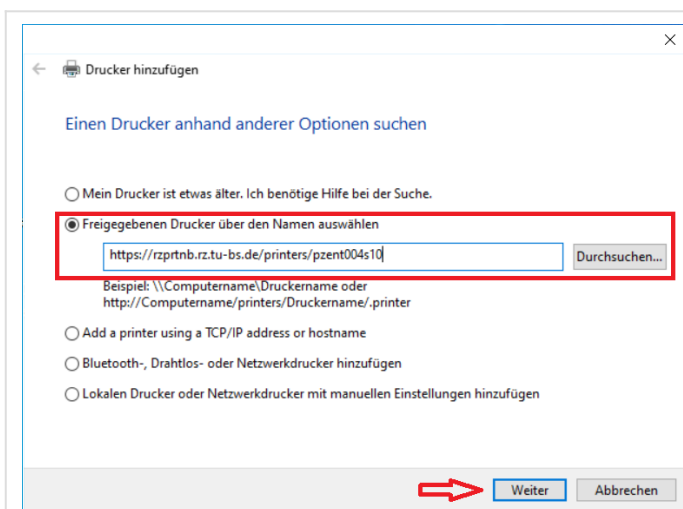 Drucker hinzufügen
Einen Drucker anhand anderer Optionen suchen
Mein Drucker ist etwas älter. Ich benötige Hilfe bei der Suche.
Freigegebenen Drucker über den Namen auswählen
https://rzprtnb.rz.tu-bs.de/printers/pzent004s10
Durchsuchen...
Beispiel: \\Computername\Druckername oder
http://Computername/printers/Druckername/.printer
Add a printer using a TCP/IP address or hostname
Bluetooth-, Drahtlos- oder Netzwerkdrucker hinzufügen
Lokalen Drucker oder Netzwerkdrucker mit manuellen Einstellungen hinzufügen
Weiter
Abbrechen